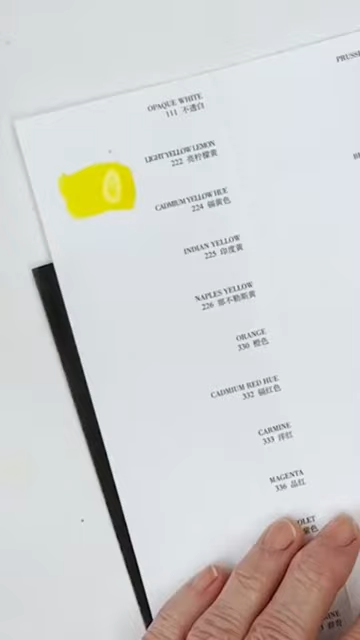 OPAQUE WHITE
111 不透白
LIGHT YELLOW LEMON
222 亮柠檬黄
CADMIUM YELLOW HUE
224 镉黄色
INDIAN YELLOW
225 印度黄
NAPLES YELLOW
226 那不勒斯黄
ORANGE
330 橙色
CADMIUM RED HUE
332 镉红色
CARMINE
333 洋红
MAGENTA
336 品红